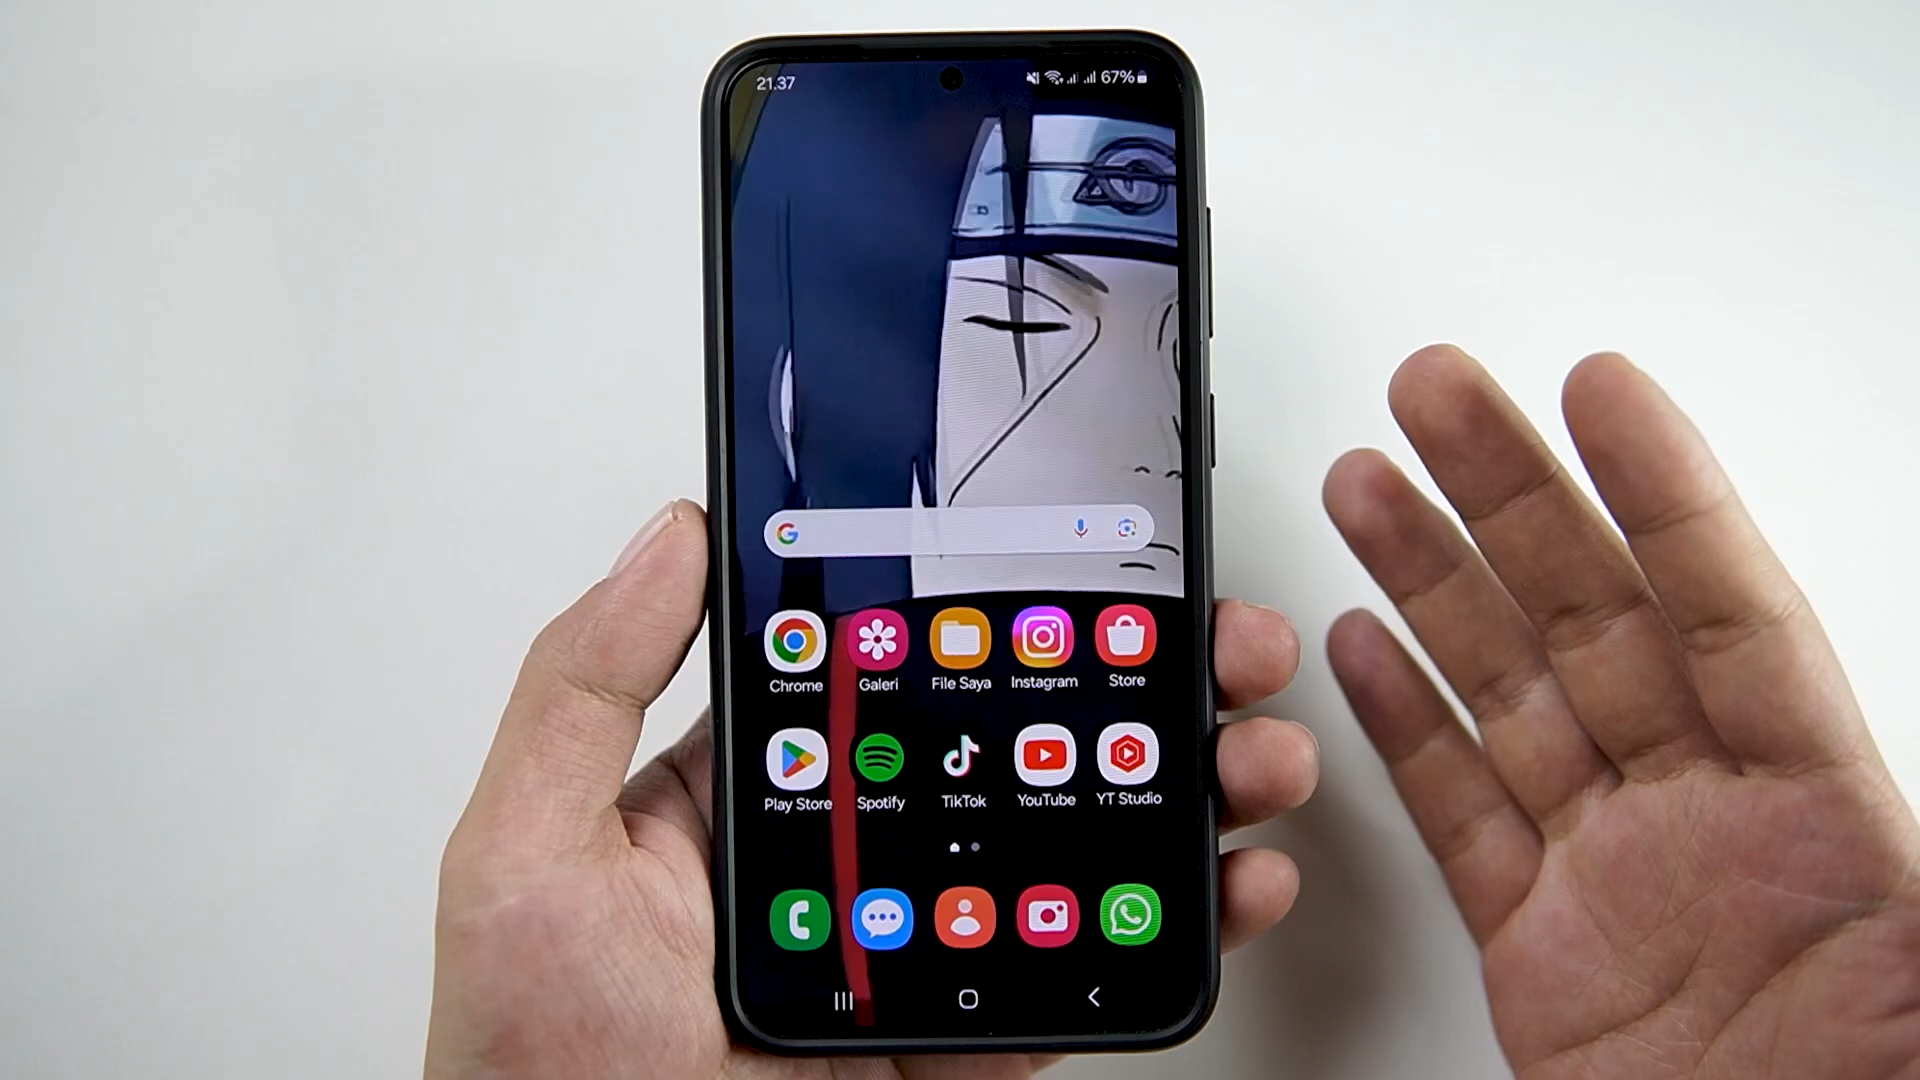 21.37 67%
Chrome Galeri File Saya Instagram Store
Play Store Spotify TikTok YouTube YT Studio